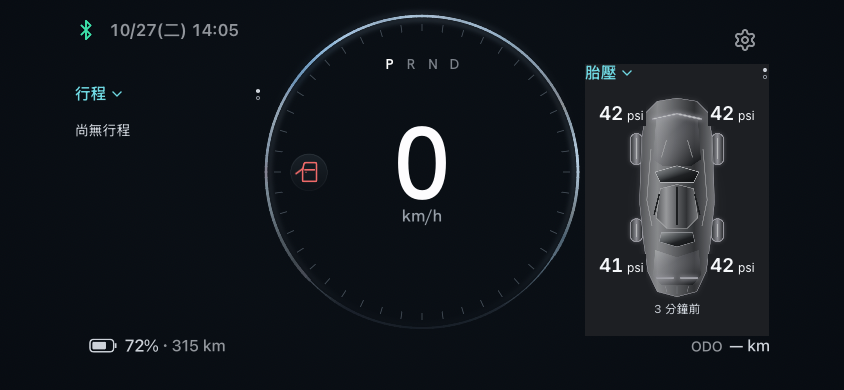 10/27(二) 14:05
P R N D
行程
尚無行程
0
km/h
胎壓
42 psi 42 psi
41 psi 42 psi
3 分鐘前
72% · 315 km
ODO — km